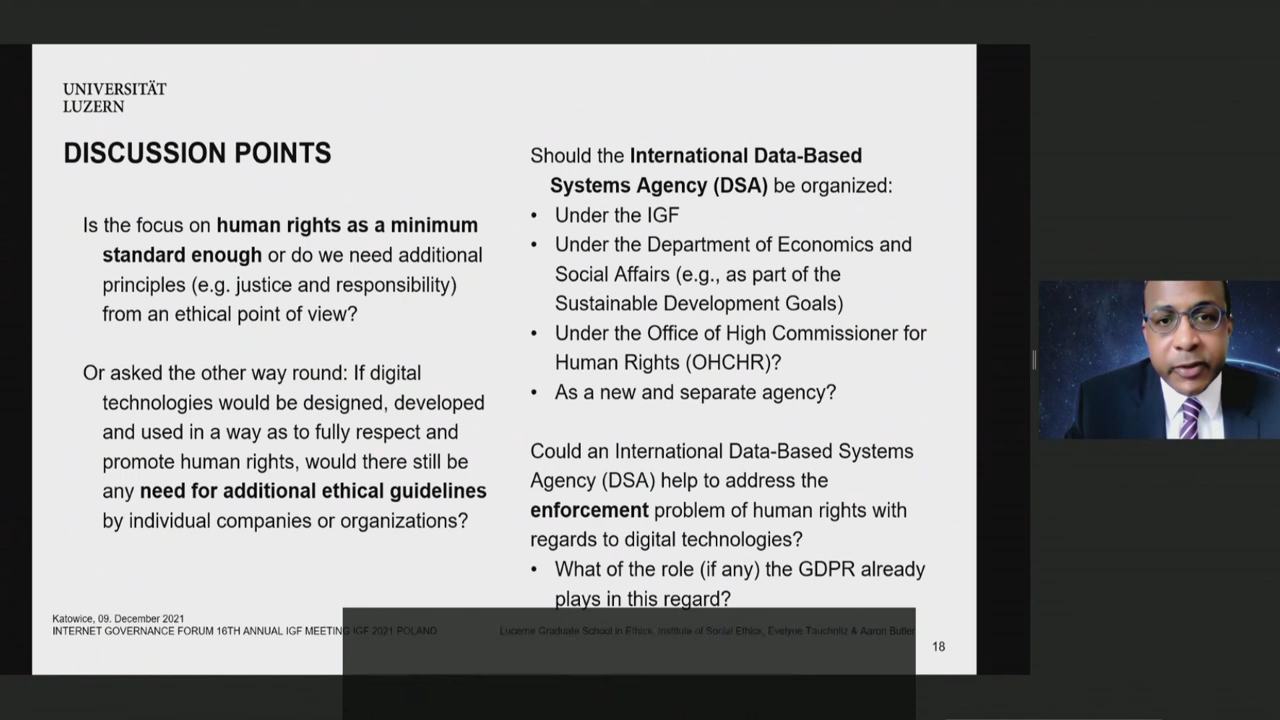 UNIVERSITÄT
LUZERN
DISCUSSION POINTS
Is the focus on human rights as a minimum
standard enough or do we need additional
principles (e.g. justice and responsibility)
from an ethical point of view?
Or asked the other way round: If digital
technologies would be designed, developed
and used in a way as to fully respect and
promote human rights, would there still be
any need for additional ethical guidelines
by individual companies or organizations?
Should the International Data-Based
Systems Agency (DSA) be organized:
• Under the IGF
• Under the Department of Economics and
Social Affairs (e.g., as part of the
Sustainable Development Goals)
• Under the Office of High Commissioner for
Human Rights (OHCHR)?
• As a new and separate agency?
Could an International Data-Based Systems
Agency (DSA) help to address the
enforcement problem of human rights with
regards to digital technologies?
• What of the role (if any) the GDPR already
plays in this regard?
Katowice, 09. December 2021
INTERNET GOVERNANCE FORUM 16TH ANNUAL IGF MEETING IGF 2021 POLAND
Lucerne Graduate School in Ethics, Institute of Social Ethics, Evelyne Tauchnitz & Aaron Butler
18